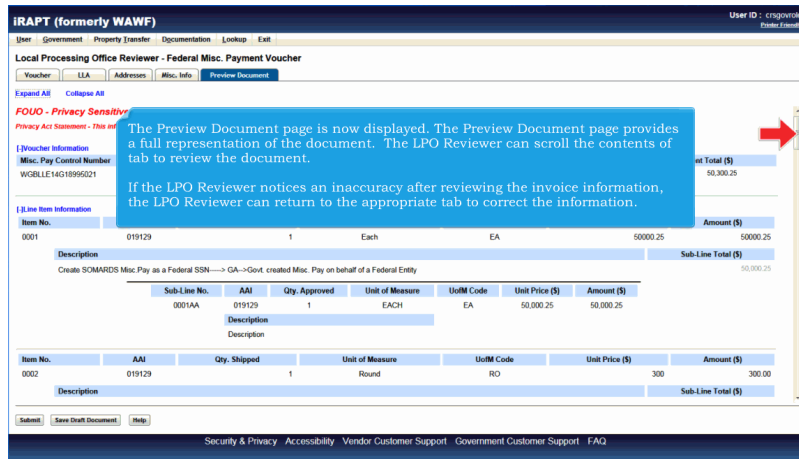 iRAPT (formerly WAWF)
User ID : crsgovrol
Printer Friendl
User Government Property Transfer Documentation Lookup Exit
Local Processing Office Reviewer - Federal Misc. Payment Voucher
Voucher LLA Addresses Misc. Info Preview Document
Expand All Collapse All
FOUO - Privacy Sensitive
Privacy Act Statement - This inf
The Preview Document page is now displayed. The Preview Document page provides
a full representation of the document. The LPO Reviewer can scroll the contents of
tab to review the document.
If the LPO Reviewer notices an inaccuracy after reviewing the invoice information,
the LPO Reviewer can return to the appropriate tab to correct the information.
[-]Voucher Information
Misc. Pay Control Number nt Total ($)
WGBLLE14G18995021 50,300.25
[-]Line Item Information
Item No. Amount ($)
0001 019129 1 Each EA 50000.25 50000.25
Description Sub-Line Total ($)
Create SOMARDS Misc.Pay as a Federal SSN-----> GA-->Govt. created Misc. Pay on behalf of a Federal Entity 50,000.25
Sub-Line No. AAI Qty. Approved Unit of Measure UofM Code Unit Price ($) Amount ($)
0001AA 019129 1 EACH EA 50,000.25 50,000.25
Description
Description
Item No. AAI Qty. Shipped Unit of Measure UofM Code Unit Price ($) Amount ($)
0002 019129 1 Round RO 300 300.00
Description Sub-Line Total ($)
Submit Save Draft Document Help
Security & Privacy Accessibility Vendor Customer Support Government Customer Support FAQ